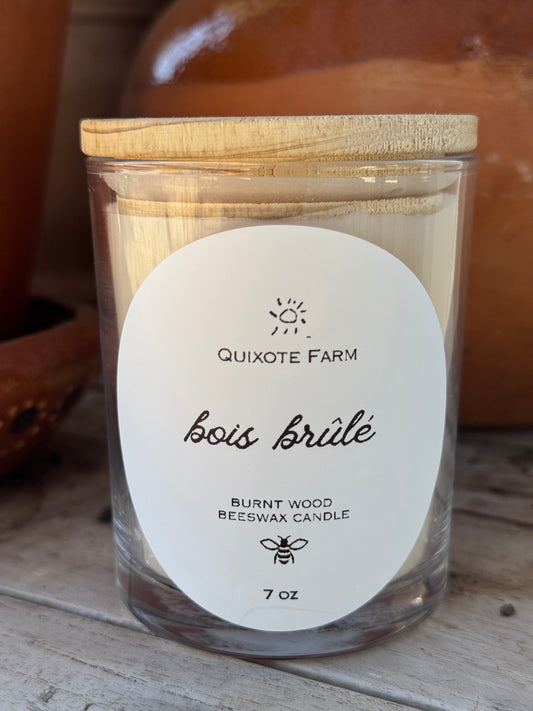 Quixote Farm
bois brûlé
BURNT WOOD
BEESWAX CANDLE
7 oz